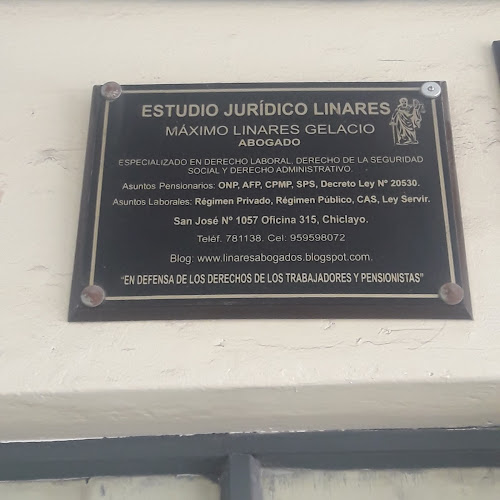 ESTUDIO JURÍDICO LINARES
MÁXIMO LINARES GELACIO
ABOGADO
ESPECIALIZADO EN DERECHO LABORAL, DERECHO DE LA SEGURIDAD
SOCIAL Y DERECHO ADMINISTRATIVO.
Asuntos Pensionarios: ONP, AFP, CPMP, SPS, Decreto Ley Nº 20530.
Asuntos Laborales: Régimen Privado, Régimen Público, CAS, Ley Servir.
San José Nº 1057 Oficina 315, Chiclayo.
Teléf. 781138. Cel: 959598072
Blog: www.linaresabogados.blogspot.com.
"EN DEFENSA DE LOS DERECHOS DE LOS TRABAJADORES Y PENSIONISTAS"